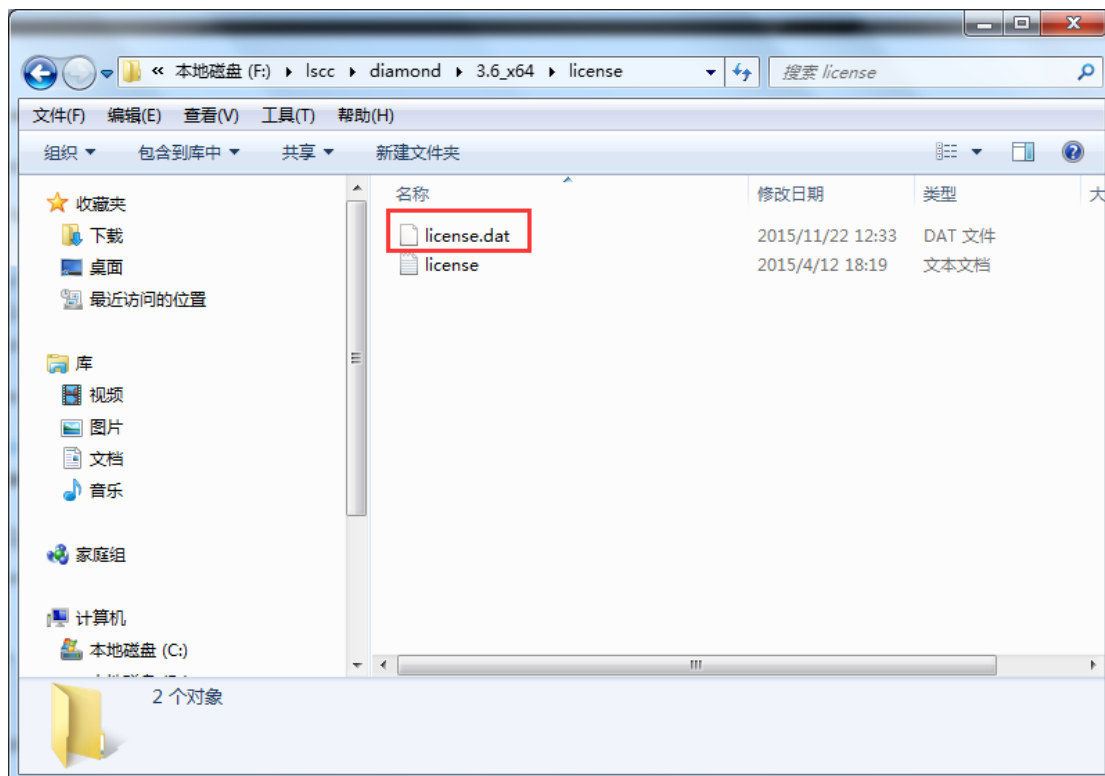 « 本地磁盘 (F:) ▸ lscc ▸ diamond ▸ 3.6_x64 ▸ license 搜索 license
文件(F) 编辑(E) 查看(V) 工具(T) 帮助(H)
组织 包含到库中 共享 新建文件夹
名称 修改日期 类型 大
收藏夹
下载
桌面
最近访问的位置
库
视频
图片
文档
音乐
家庭组
计算机
本地磁盘 (C:)
license.dat 2015/11/22 12:33 DAT 文件
license 2015/4/12 18:19 文本文档
2 个对象